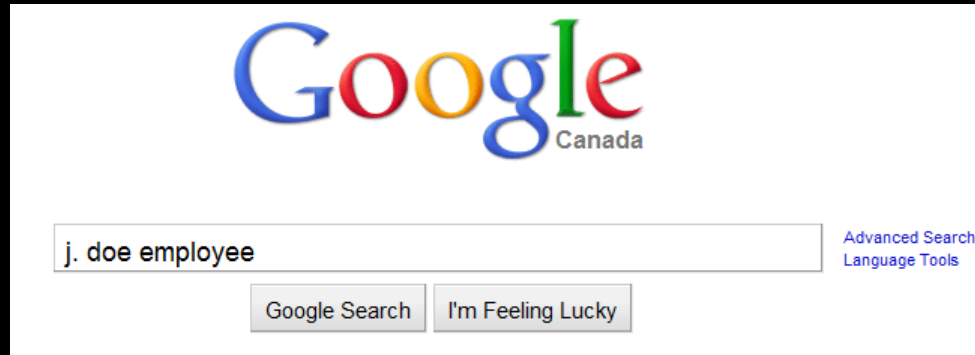 Google
Canada
j. doe employee
Advanced Search
Language Tools
Google Search
I'm Feeling Lucky